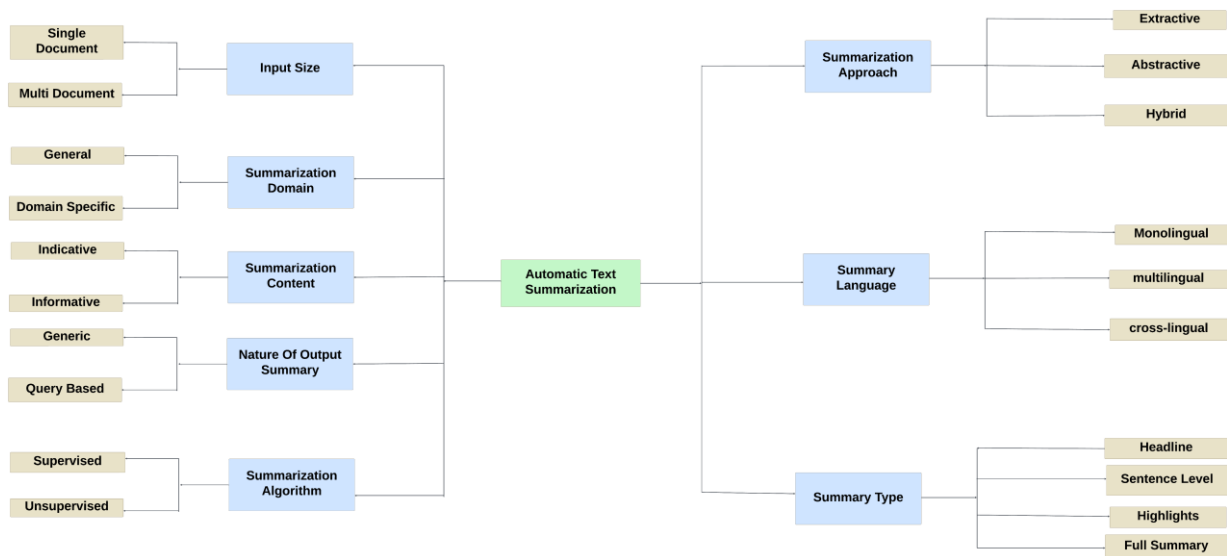 Single
Document
Multi Document
Input Size
General
Domain Specific
Summarization
Domain
Indicative
Informative
Summarization
Content
Generic
Query Based
Nature Of Output
Summary
Supervised
Unsupervised
Summarization
Algorithm
Automatic Text
Summarization
Summarization
Approach
Extractive
Abstractive
Hybrid
Summary
Language
Monolingual
multilingual
cross-lingual
Summary Type
Headline
Sentence Level
Highlights
Full Summary